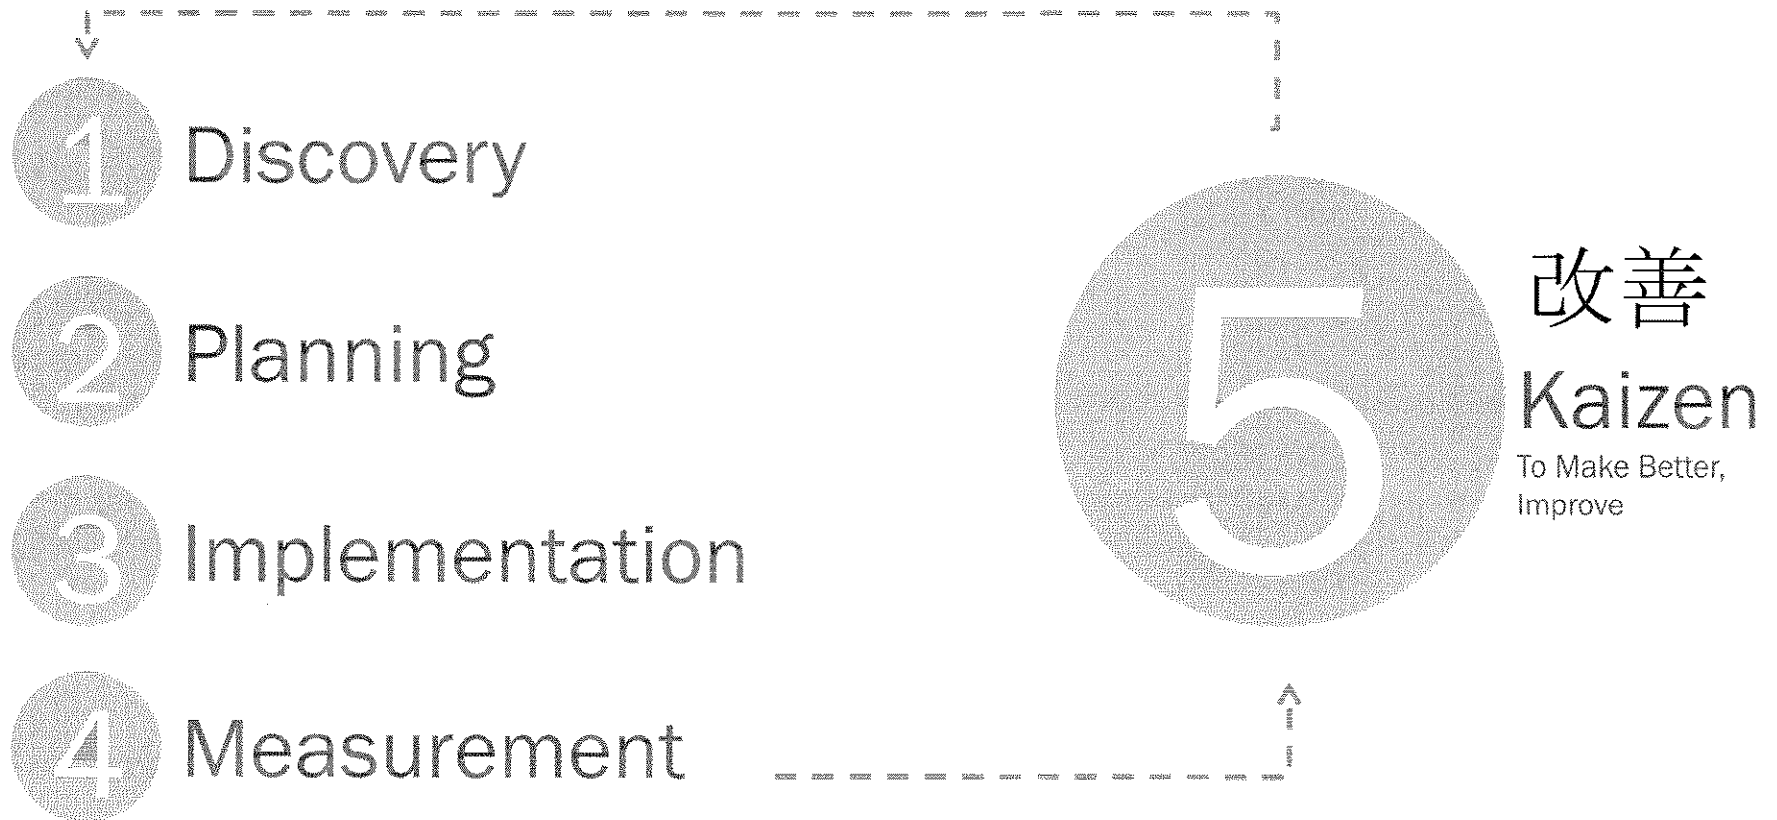 1 Discovery
2 Planning
3 Implementation
4 Measurement
5
改善
Kaizen
To Make Better,
Improve